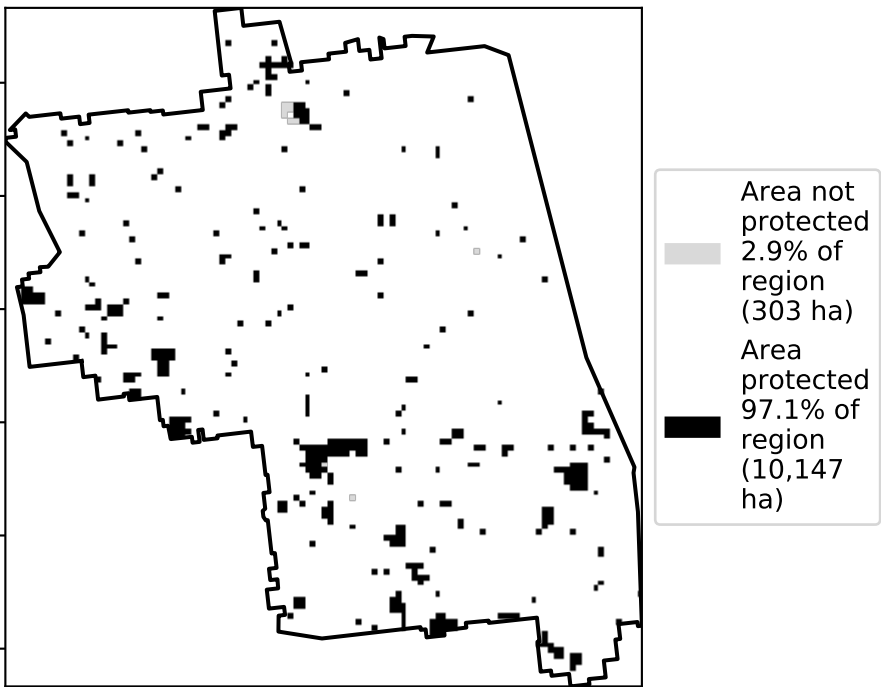 Area not
protected
2.9% of
region
(303 ha)
Area
protected
97.1% of
region
(10,147
ha)